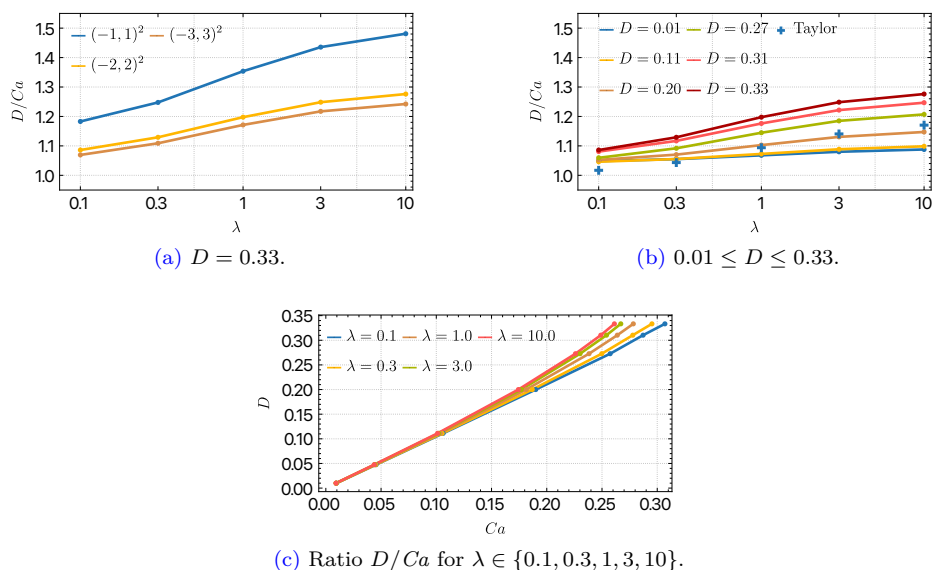 1.5
1.4
1.3
1.2
1.1
1.0
D/Ca
(−1, 1)² (−3, 3)²
(−2, 2)²
0.1 0.3 1 3 10
λ
(a) D = 0.33.
1.5
1.4
1.3
1.2
1.1
1.0
D/Ca
D = 0.01 D = 0.27 Taylor
D = 0.11 D = 0.31
D = 0.20 D = 0.33
0.1 0.3 1 3 10
λ
(b) 0.01 ≤ D ≤ 0.33.
0.35
0.30
0.25
0.20
0.15
0.10
0.05
0.00
D
λ = 0.1 λ = 1.0 λ = 10.0
λ = 0.3 λ = 3.0
0.00 0.05 0.10 0.15 0.20 0.25 0.30
Ca
(c) Ratio D/Ca for λ ∈ {0.1, 0.3, 1, 3, 10}.